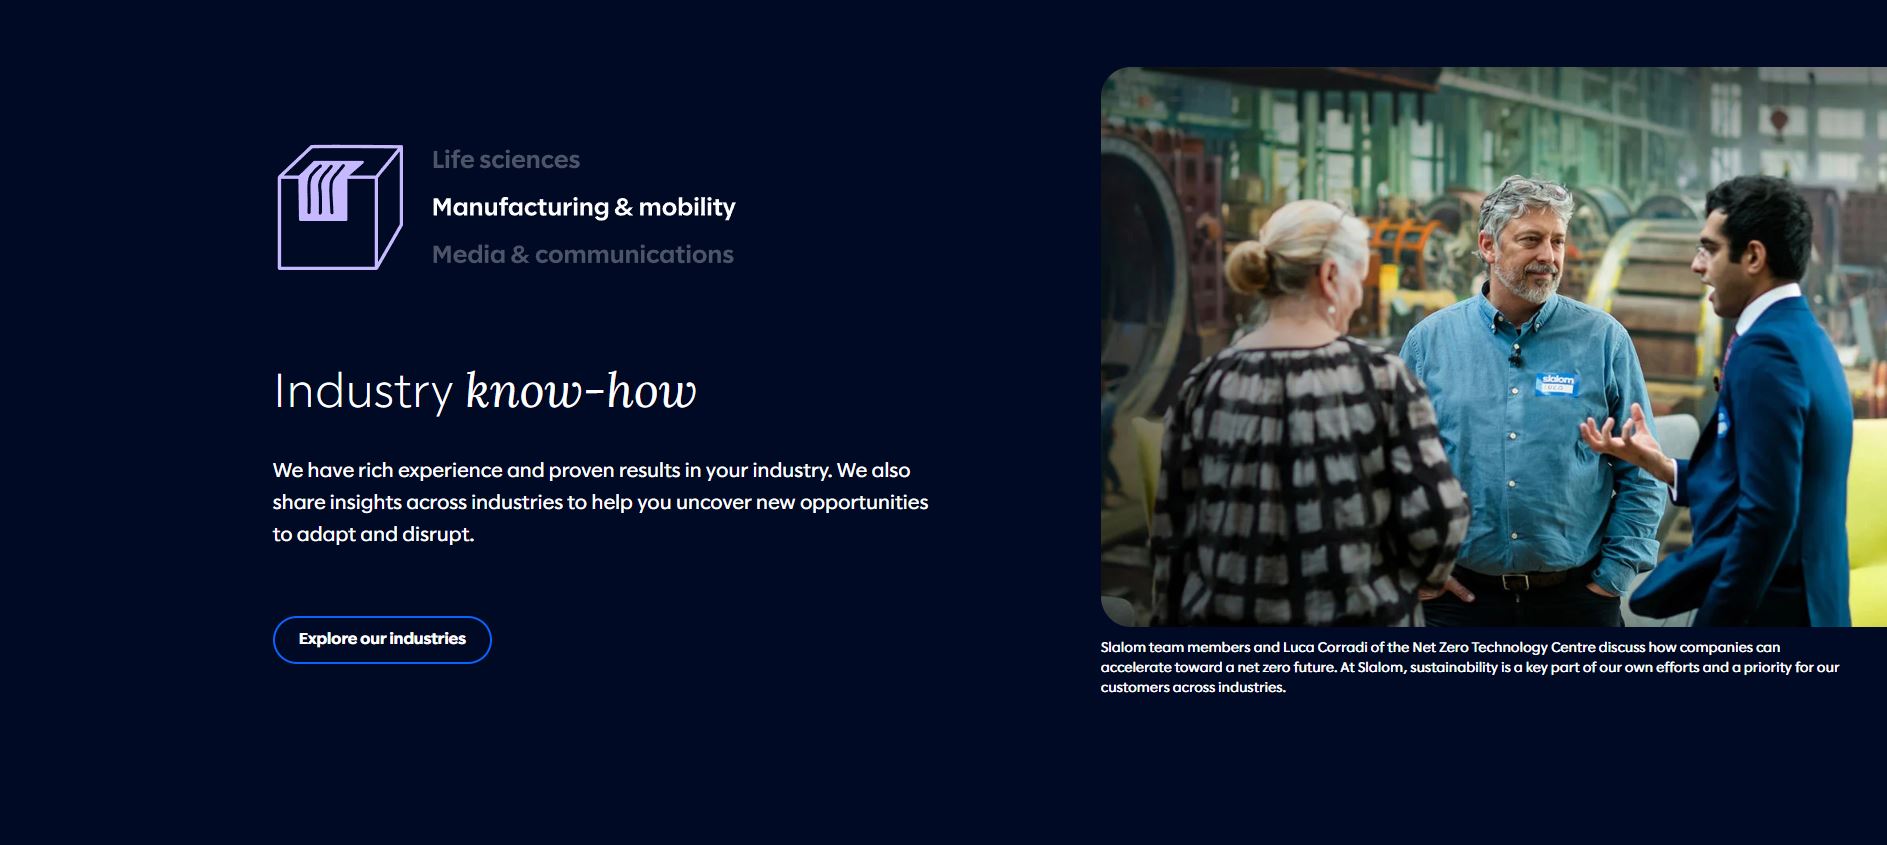 Life sciences
Manufacturing & mobility
Media & communications
Industry know-how
We have rich experience and proven results in your industry. We also
share insights across industries to help you uncover new opportunities
to adapt and disrupt.
Explore our industries
slalom
Slalom team members and Luca Corradi of the Net Zero Technology Centre discuss how companies can
accelerate toward a net zero future. At Slalom, sustainability is a key part of our own efforts and a priority for our
customers across industries.